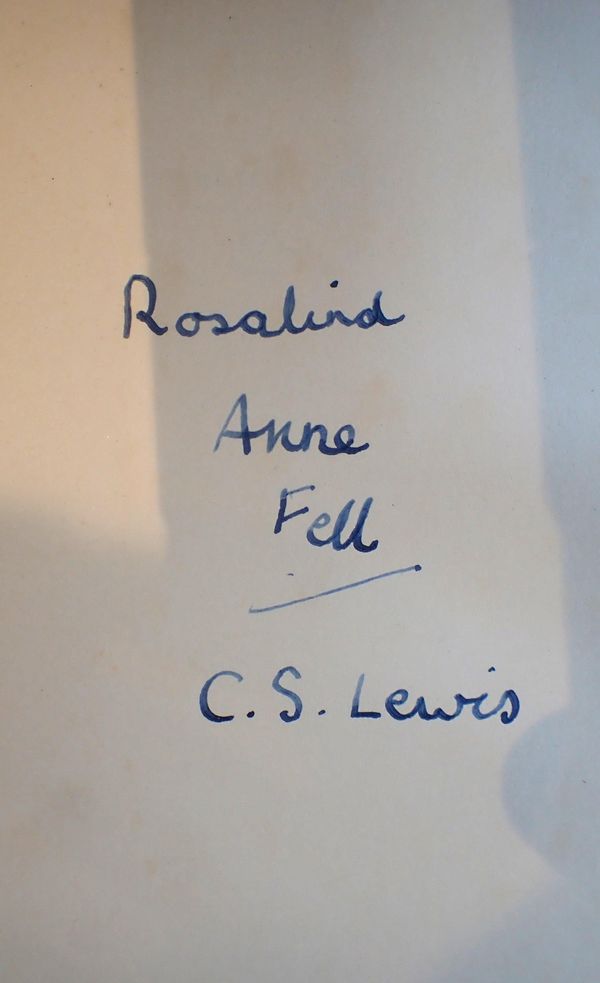 Rosalind
Anne
Fell
C.S. Lewis